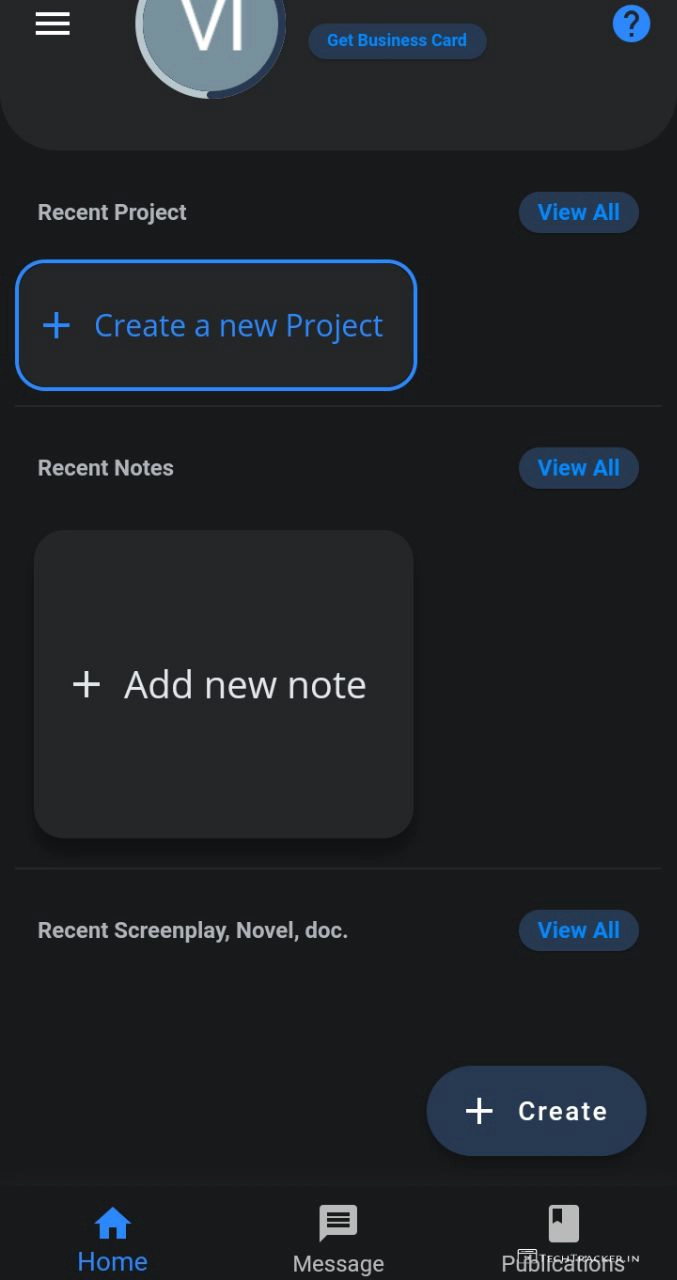 VI
Get Business Card
?
Recent Project
View All
+ Create a new Project
Recent Notes
View All
+ Add new note
Recent Screenplay, Novel, doc.
View All
+ Create
Home
Message
Publications
TECHTRACKER.IN